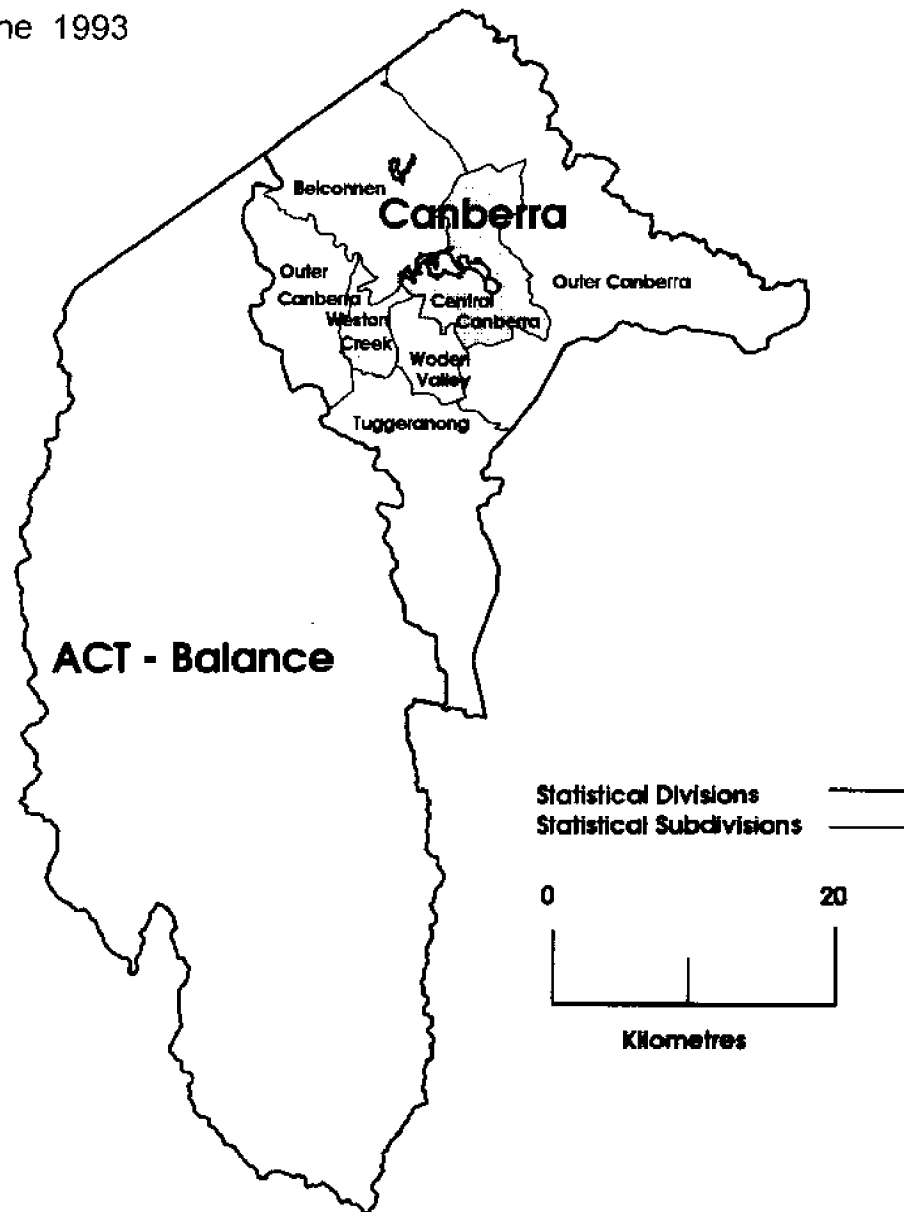 1993
Belconnen
Canberra
Outer
Canberra
Outer Canberra
Central
Canberra
Weston
Creek
Woden
Valley
Tuggeranong
ACT - Balance
Statistical Divisions
Statistical Subdivisions
0 20
Kilometres